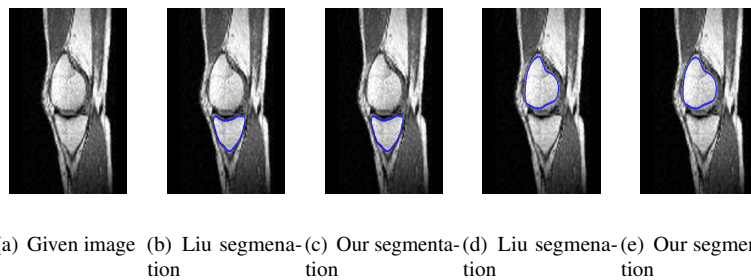 a) Given image (b) Liu segmena- (c) Our segmenta- (d) Liu segmena- (e) Our segmen
tion tion tion tion